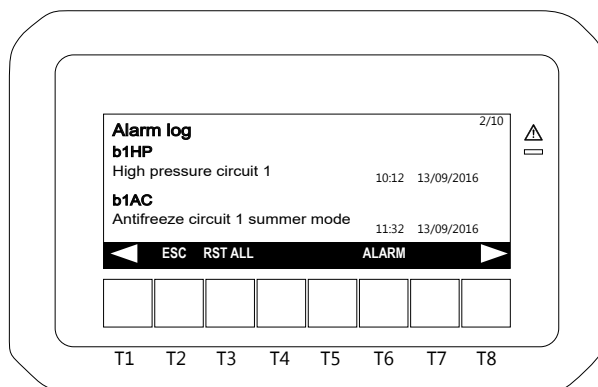 2/10
Alarm log
b1HP
High pressure circuit 1
10:12 13/09/2016
b1AC
Antifreeze circuit 1 summer mode
11:32 13/09/2016
ESC RST ALL ALARM
T1 T2 T3 T4 T5 T6 T7 T8